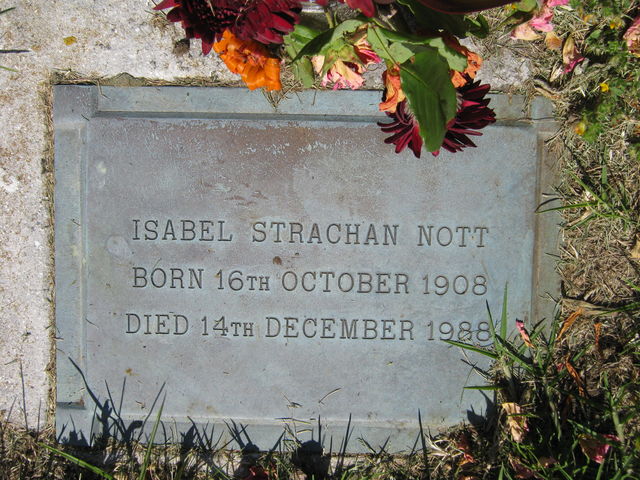 ISABEL STRACHAN NOTT
BORN 16TH OCTOBER 1908
DIED 14TH DECEMBER 1988